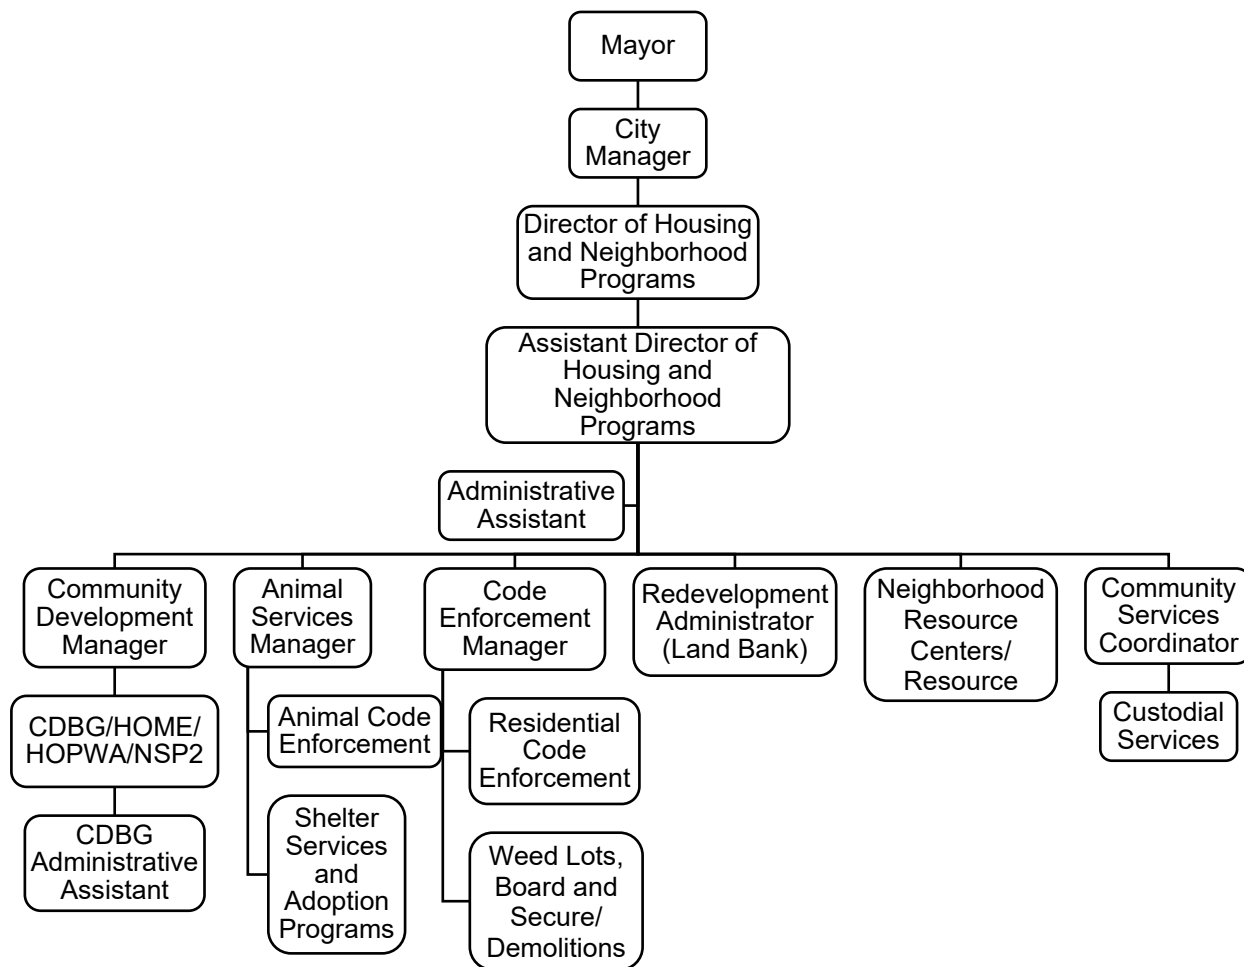 Mayor
City
Manager
Director of Housing
and Neighborhood
Programs
Assistant Director of
Housing and
Neighborhood
Programs
Administrative
Assistant
Community
Development
Manager
Animal
Services
Manager
Code
Enforcement
Manager
Redevelopment
Administrator
(Land Bank)
Neighborhood
Resource
Centers/
Resource
Community
Services
Coordinator
CDBG/HOME/
HOPWA/NSP2
Animal Code
Enforcement
Residential
Code
Enforcement
Custodial
Services
CDBG
Administrative
Assistant
Shelter
Services
and
Adoption
Programs
Weed Lots,
Board and
Secure/
Demolitions